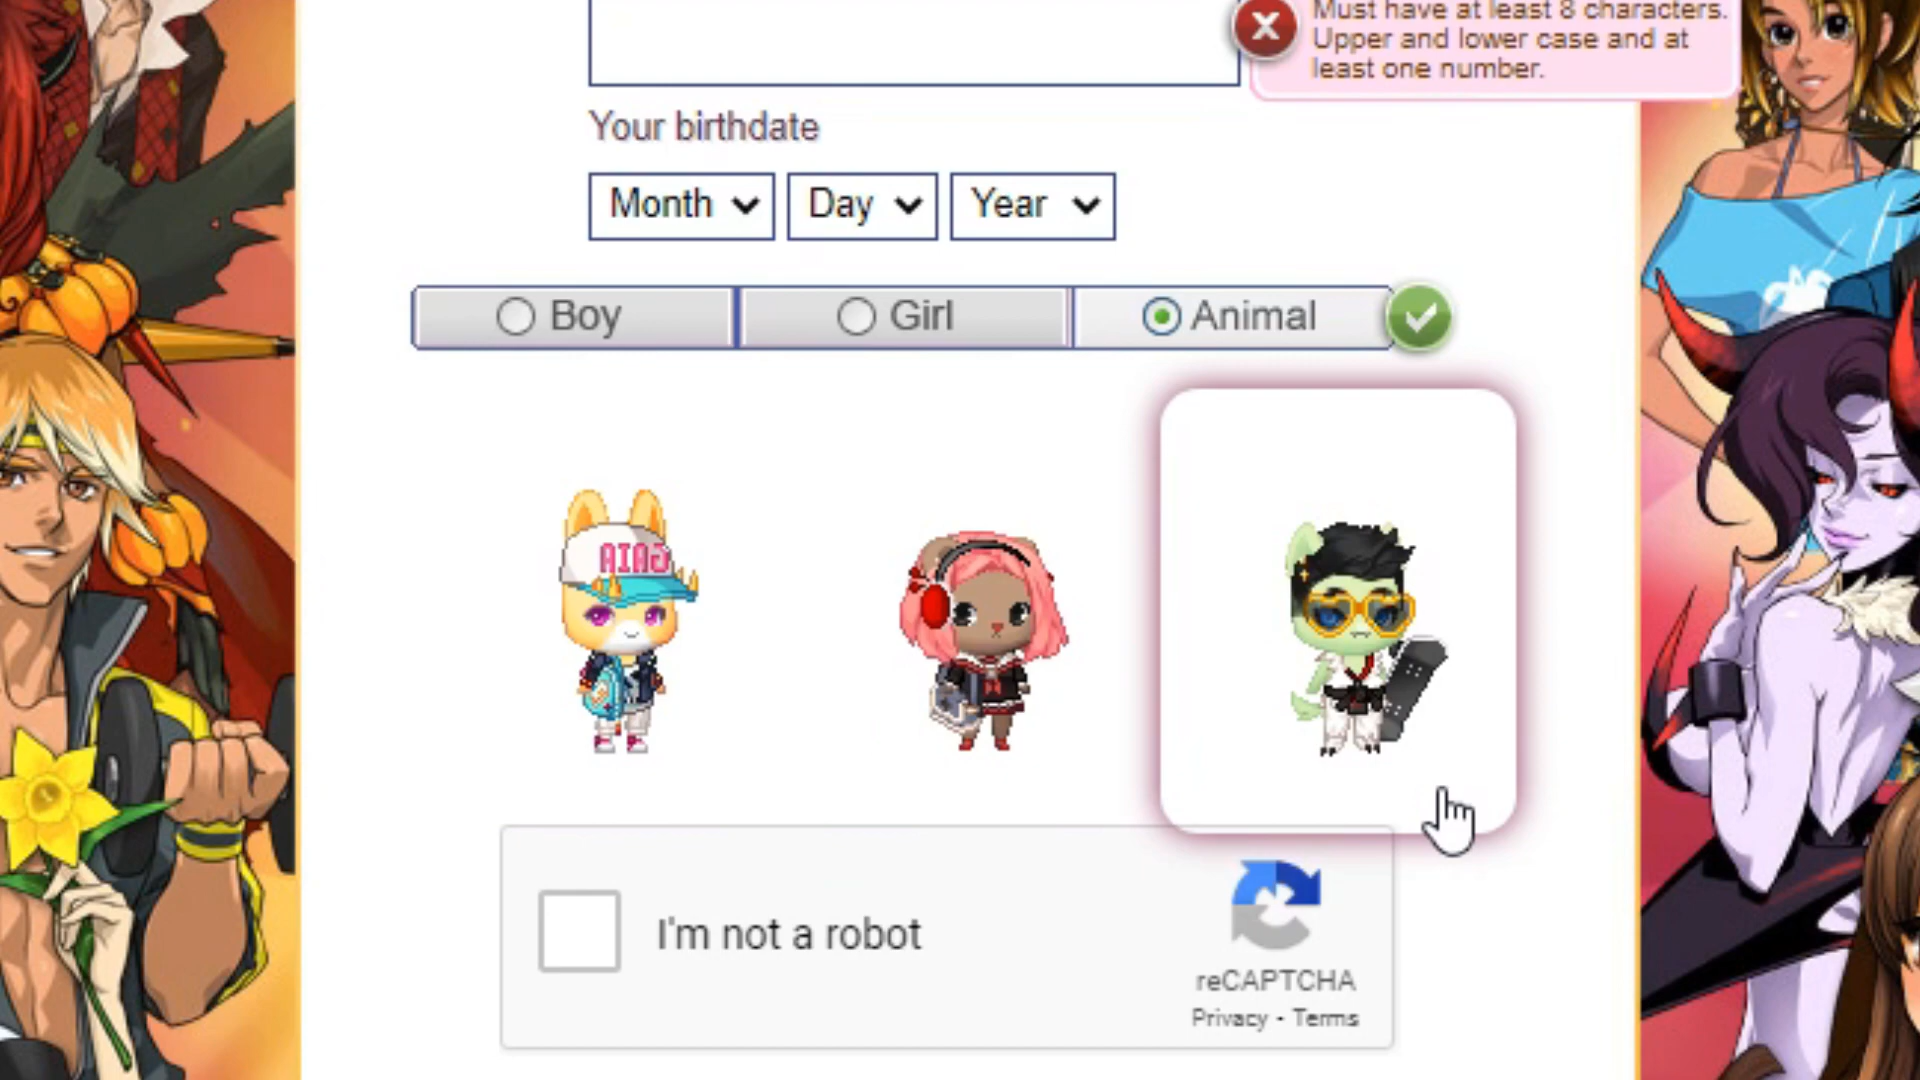 Must have at least 8 characters.
Upper and lower case and at
least one number.
Your birthdate
Month
Day
Year
Boy
Girl
Animal
GAIA
I'm not a robot
reCAPTCHA
Privacy - Terms